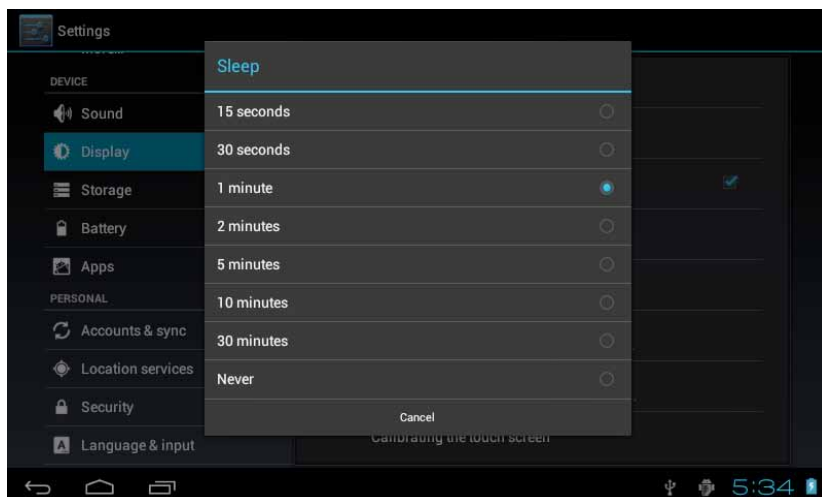 Settings
DEVICE
Sound
Display
Storage
Battery
Apps
PERSONAL
Accounts & sync
Location services
Security
Language & input
Sleep
15 seconds
30 seconds
1 minute
2 minutes
5 minutes
10 minutes
30 minutes
Never
Cancel
Calibrating the touch screen
5:34